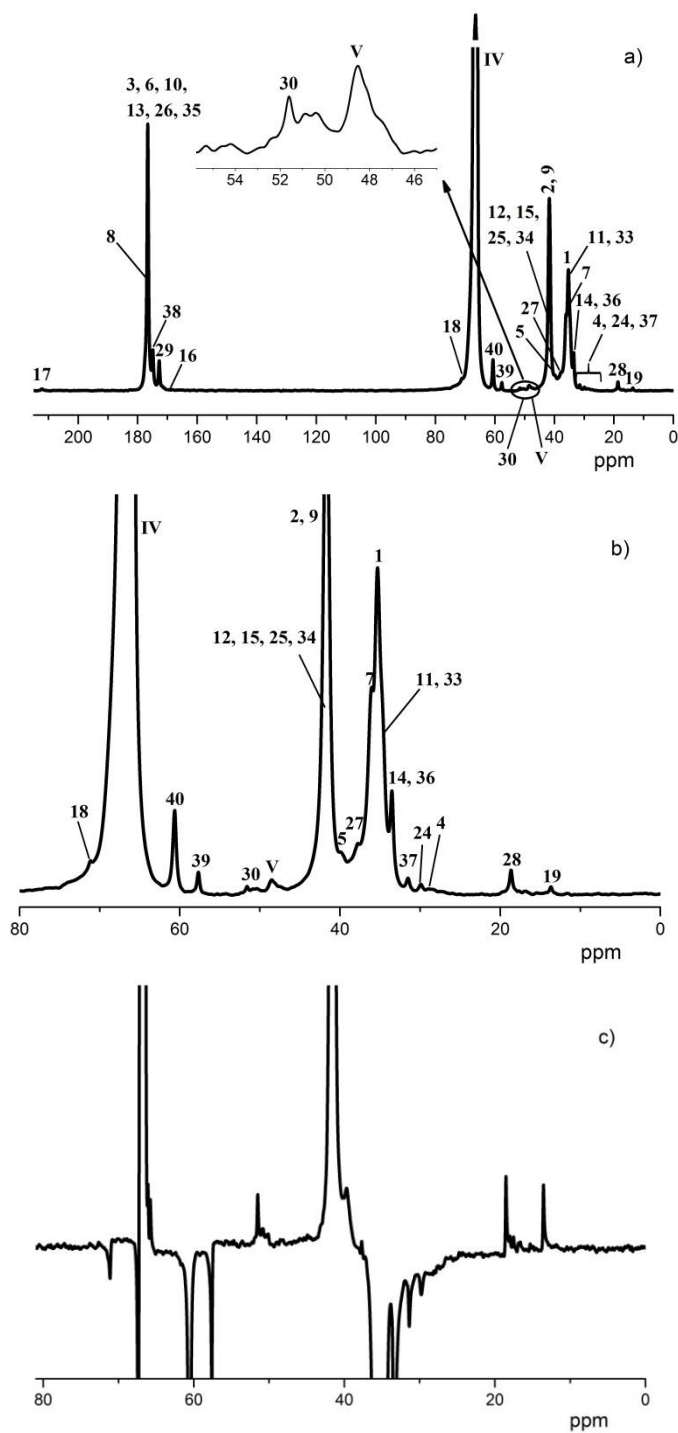 a)
V
30
IV
3, 6, 10,
13, 26, 35
54 52 50 48 46
2, 9
12, 15,
25, 34
8
1
11, 33
7
27
14, 36
5
4, 24, 37
38
29
16
18
40
39
28
19
17
200 180 160 140 120 100 80 60 40 20 0
30
V
ppm
IV
b)
2, 9
1
12, 15, 25, 34
7
11, 33
14, 36
18
40
39
30
V
5
27
37
24
4
28
19
80 60 40 20 0
ppm
c)
80 60 40 20 0
ppm